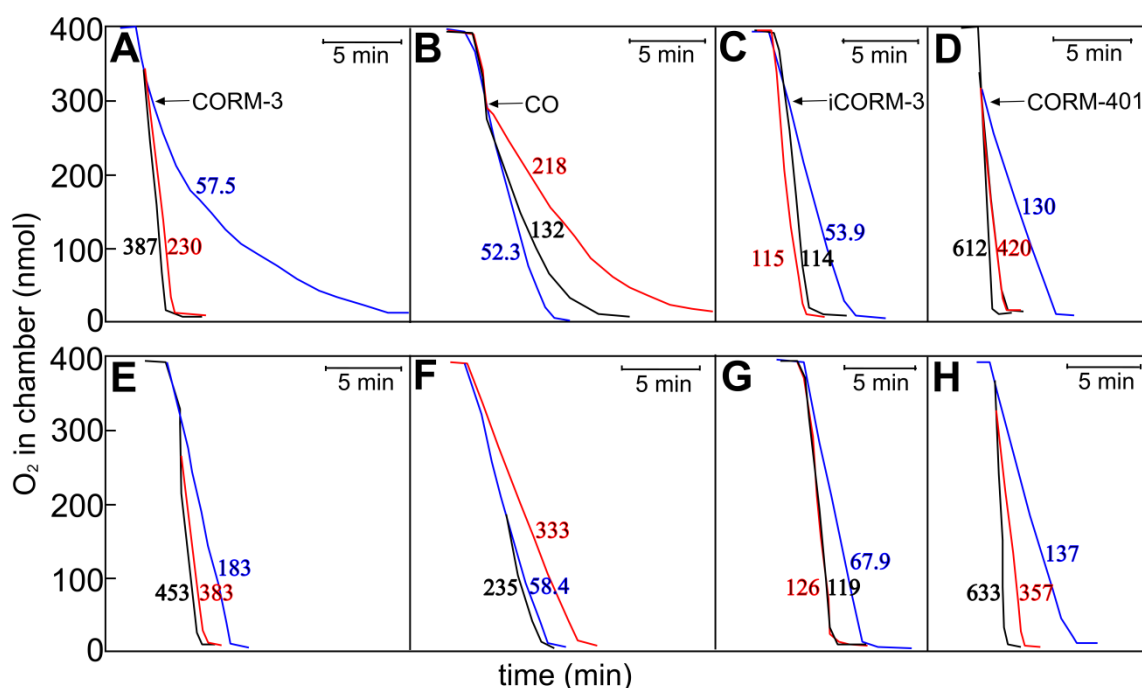 A
5 min
B
5 min
C
5 min
D
5 min
400
300
200
100
0
CORM-3
57.5
387
230
CO
218
132
52.3
iCORM-3
53.9
115
114
CORM-401
130
612
420
E
5 min
F
5 min
G
5 min
H
5 min
400
300
200
100
0
183
453
383
333
235
58.4
67.9
126
119
137
633
357
O₂ in chamber (nmol)
time (min)